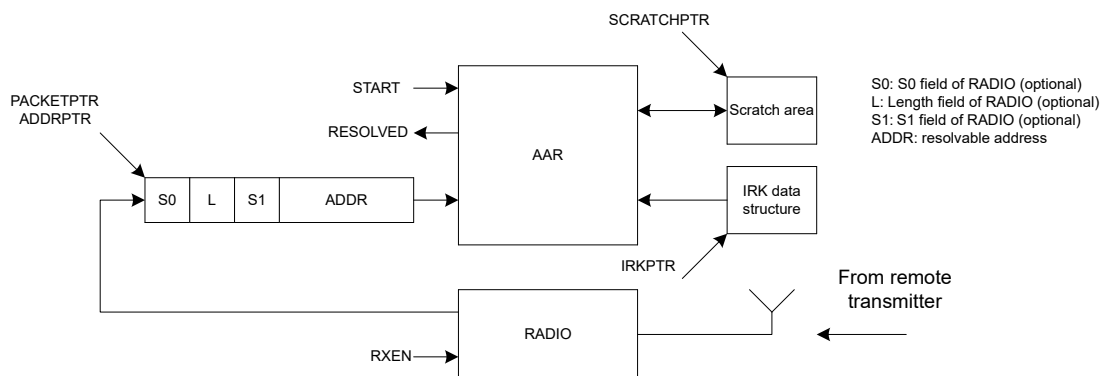 SCRATCHPTR
START
PACKETPTR
ADDRPTR
RESOLVED
AAR
Scratch area
S0: S0 field of RADIO (optional)
L: Length field of RADIO (optional)
S1: S1 field of RADIO (optional)
ADDR: resolvable address
S0
L
S1
ADDR
IRK data
structure
IRKPTR
From remote
transmitter
RADIO
RXEN